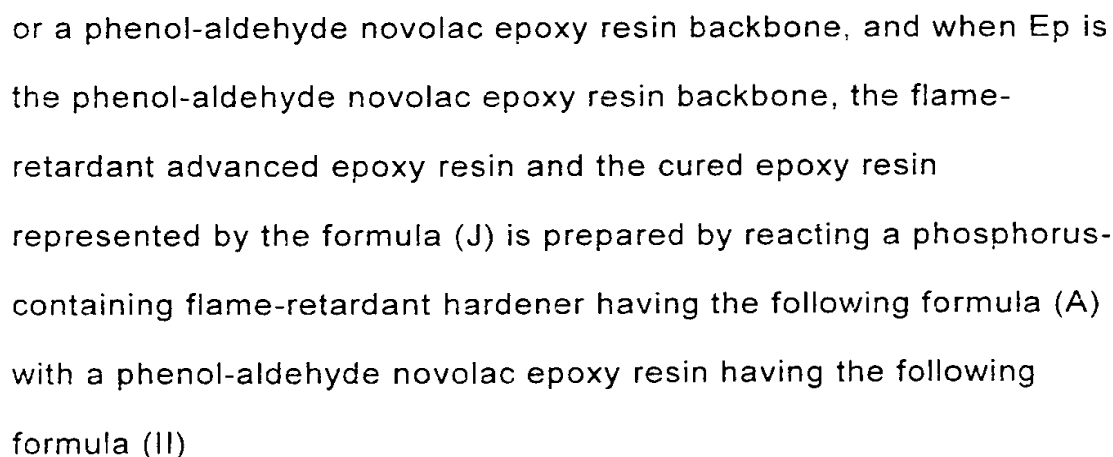 or a phenol-aldehyde novolac epoxy resin backbone, and when Ep is
the phenol-aldehyde novolac epoxy resin backbone, the flame-
retardant advanced epoxy resin and the cured epoxy resin
represented by the formula (J) is prepared by reacting a phosphorus-
containing flame-retardant hardener having the following formula (A)
with a phenol-aldehyde novolac epoxy resin having the following
formula (II)